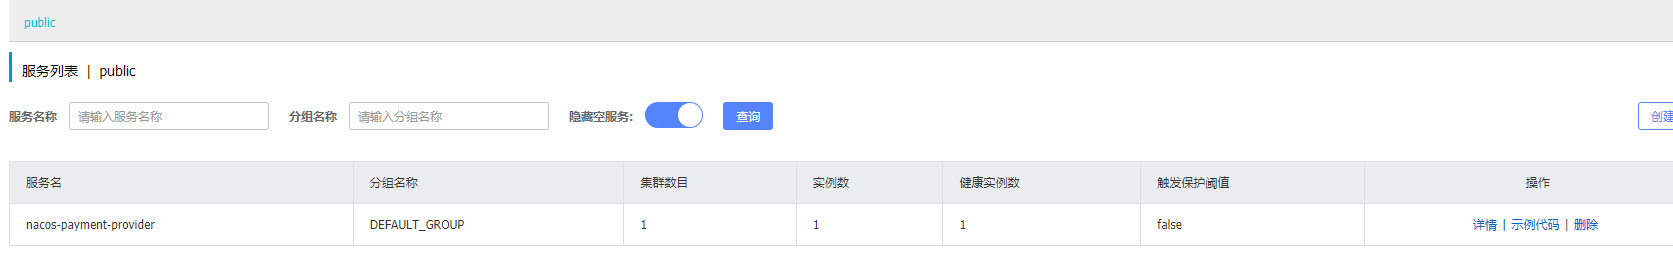 public
服务列表 | public
服务名称 请输入服务名称 分组名称 请输入分组名称 隐藏空服务: 查询 创建
服务名 分组名称 集群数目 实例数 健康实例数 触发保护阈值 操作
nacos-payment-provider DEFAULT_GROUP 1 1 1 false 详情 | 示例代码 | 删除